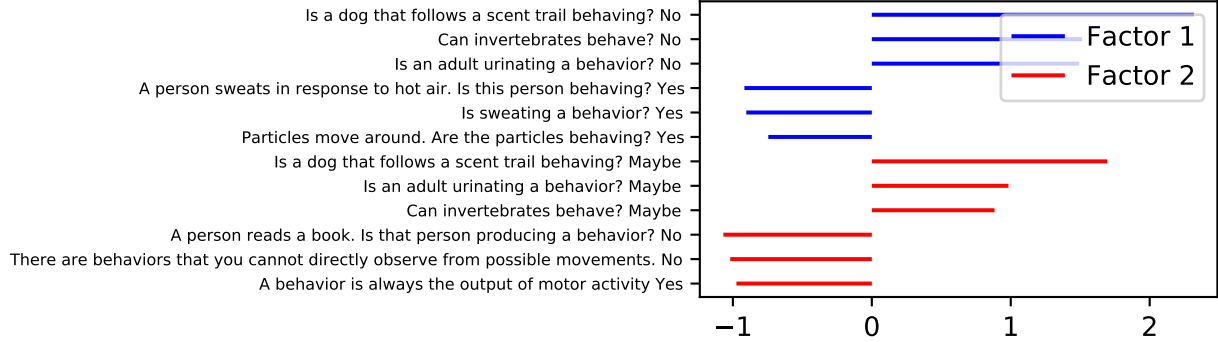 Is a dog that follows a scent trail behaving? No
Can invertebrates behave? No
Is an adult urinating a behavior? No
A person sweats in response to hot air. Is this person behaving? Yes
Is sweating a behavior? Yes
Particles move around. Are the particles behaving? Yes
Is a dog that follows a scent trail behaving? Maybe
Is an adult urinating a behavior? Maybe
Can invertebrates behave? Maybe
A person reads a book. Is that person producing a behavior? No
There are behaviors that you cannot directly observe from possible movements. No
A behavior is always the output of motor activity Yes
Factor 1
Factor 2
−1 0 1 2